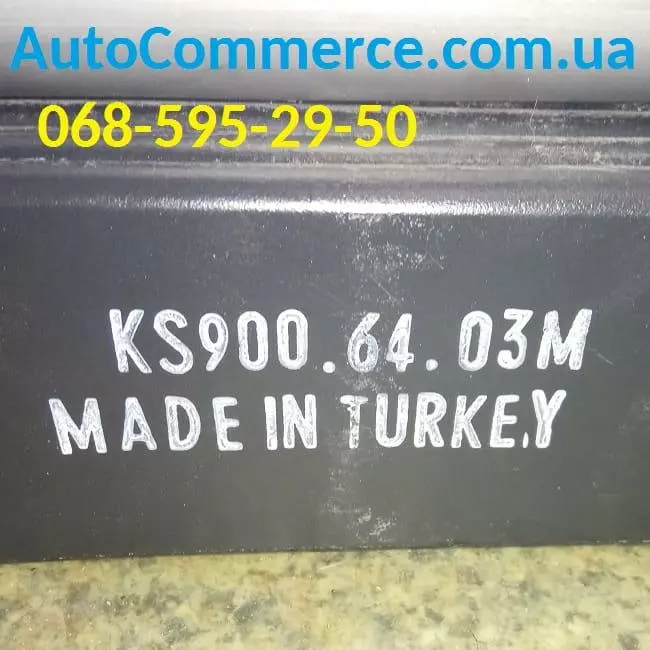 AutoCommerce.com.ua
068-595-29-50
KS900.64.03M
MADE IN TURKE.Y